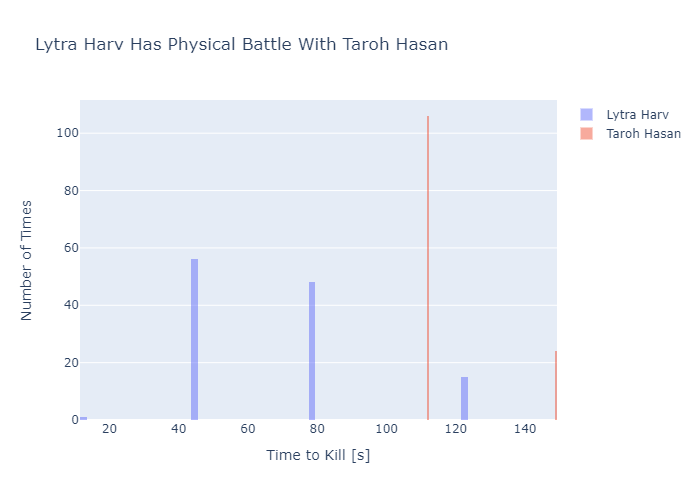 Lytra Harv Has Physical Battle With Taroh Hasan
Lytra Harv
Taroh Hasan
Number of Times
100
80
60
40
20
0
20 40 60 80 100 120 140
Time to Kill [s]